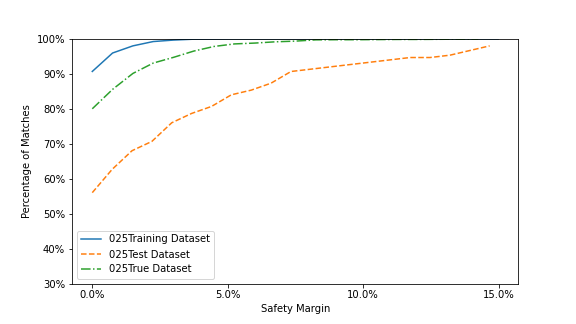 100%
90%
80%
70%
60%
50%
40%
30%
Percentage of Matches
025Training Dataset
025Test Dataset
025True Dataset
0.0%
5.0%
10.0%
15.0%
Safety Margin